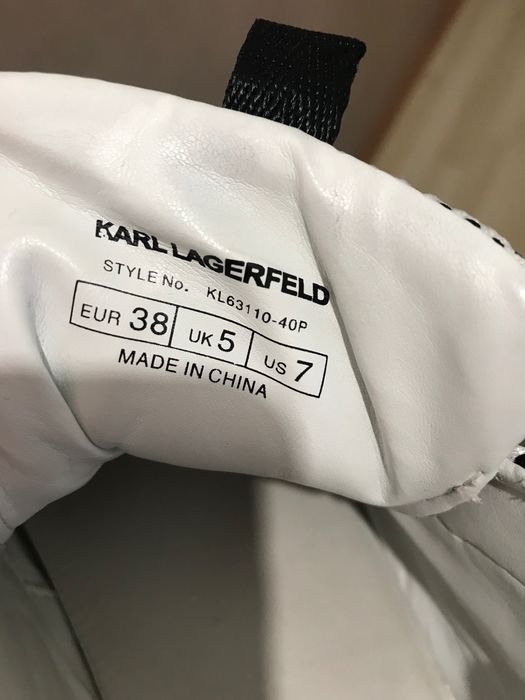 KARL LAGERFELD
STYLE No. KL63110-40P
EUR 38 UK 5 US 7
MADE IN CHINA